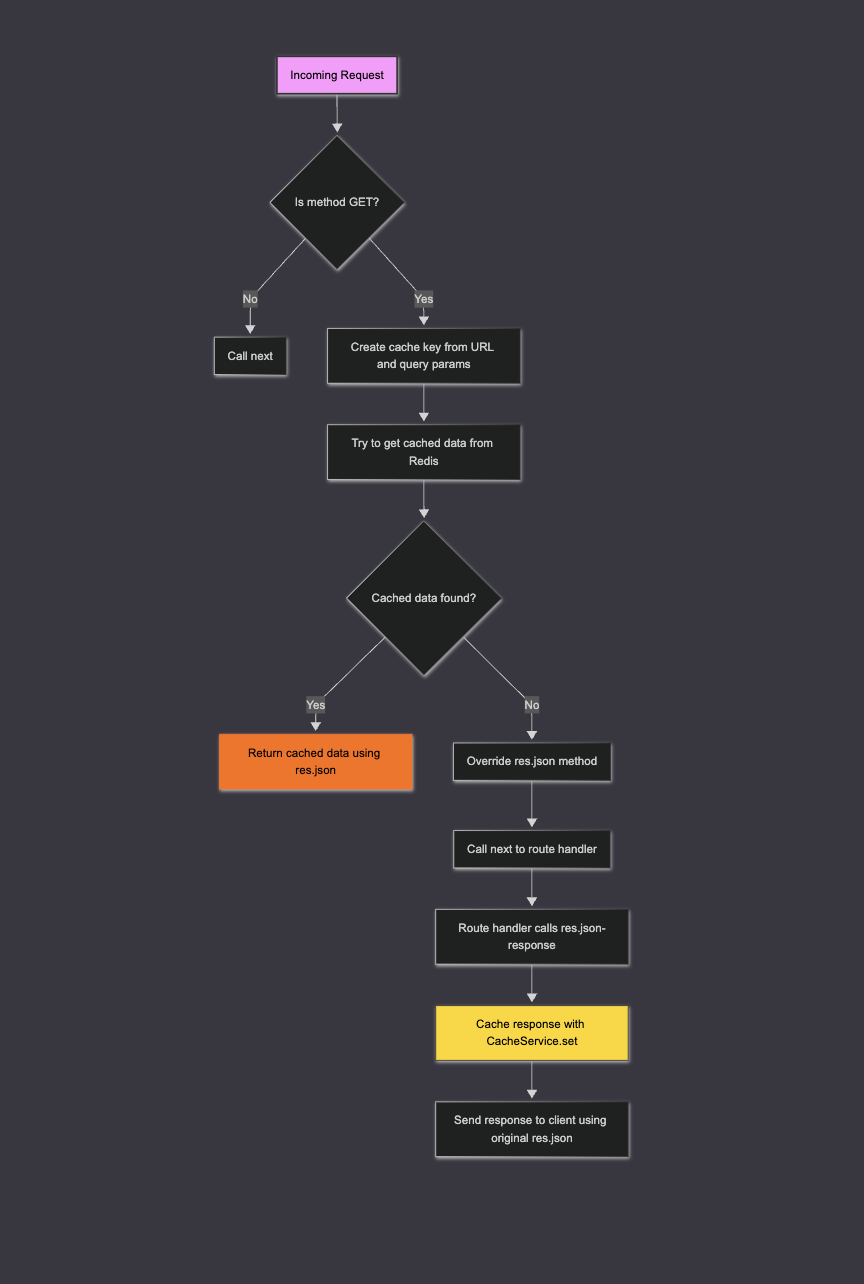 Incoming Request
Is method GET?
No
Yes
Call next
Create cache key from URL
and query params
Try to get cached data from
Redis
Cached data found?
Yes
No
Return cached data using
res.json
Override res.json method
Call next to route handler
Route handler calls res.json-
response
Cache response with
CacheService.set
Send response to client using
original res.json